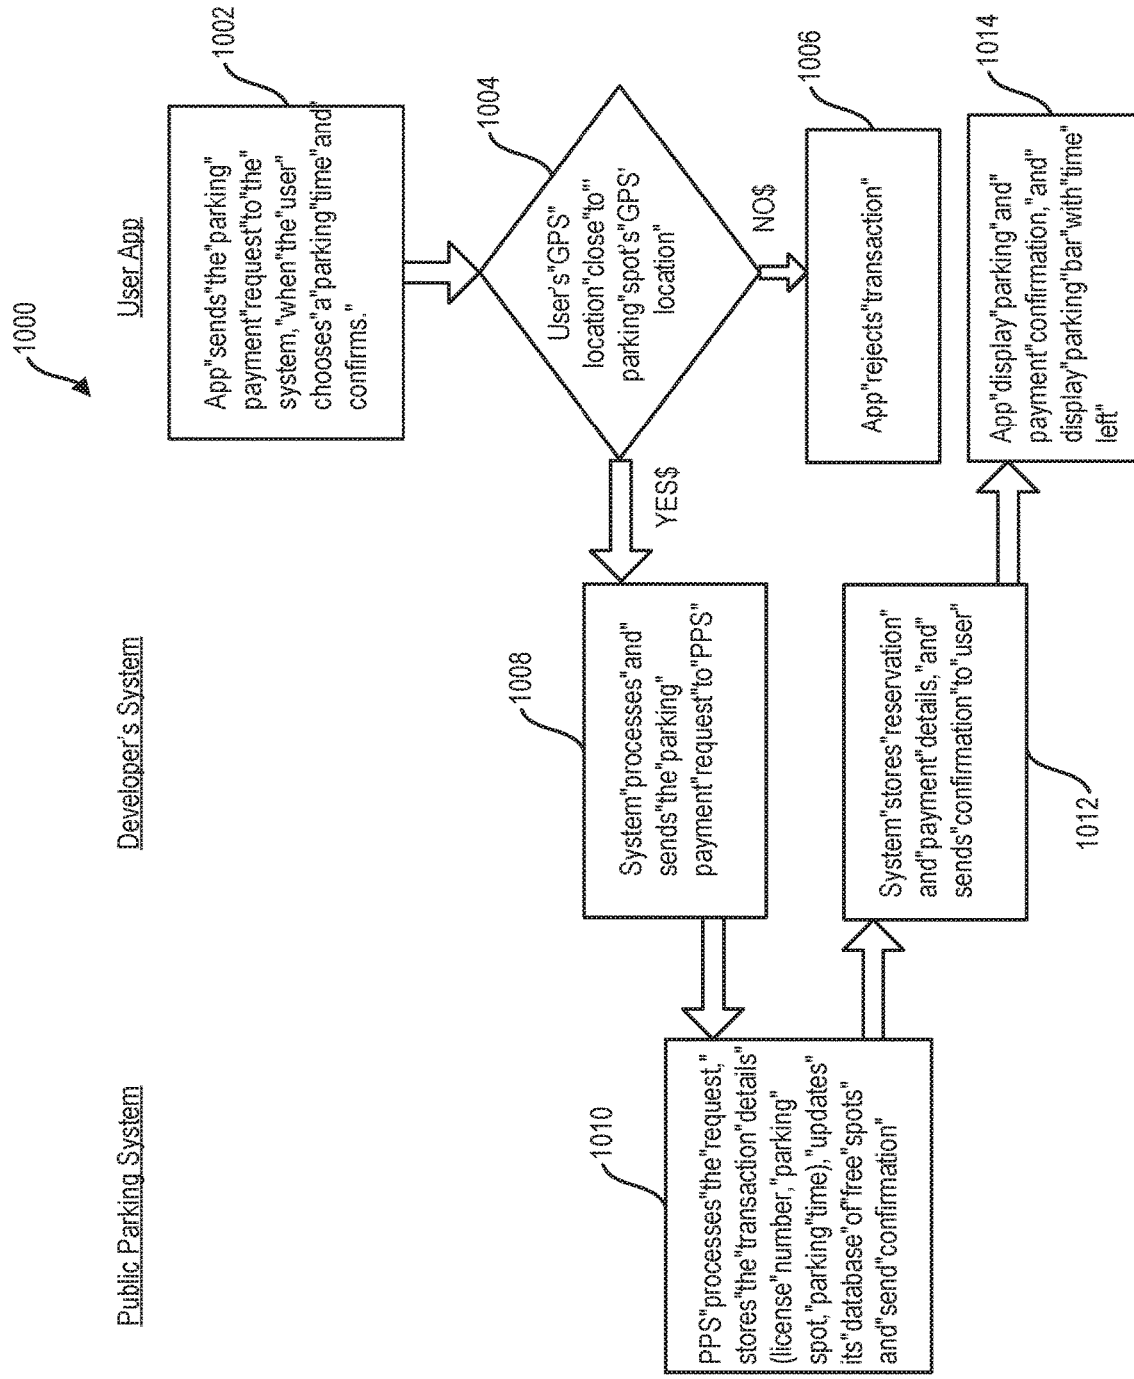 1000
Public Parking System
Developer's System
User App
1002
App"sends"the"parking"
payment"request"to"the"
system,"when"the"user"
chooses"a"parking"time"and"
confirms."
1004
User's"GPS"
location"close"to"'
parking"spot's"GPS'
location"
YES$
NO$
1006
App"rejects"transaction"
1008
System"processes"and"
sends"the"parking"
payment"request"to"PPS"
1010
PPS"processes"the"request,"
stores"the"transaction"details"
(license"number,"parking"
spot,"parking"time),"updates"
its"database"of"free"spots"
and"send"confirmation"
1012
System"stores"reservation"
and"payment"details,"and"
sends"confirmation"to"user"
1014
App"display"parking"and"
payment"confirmation,"and"
display"parking"bar"with"time"
left"